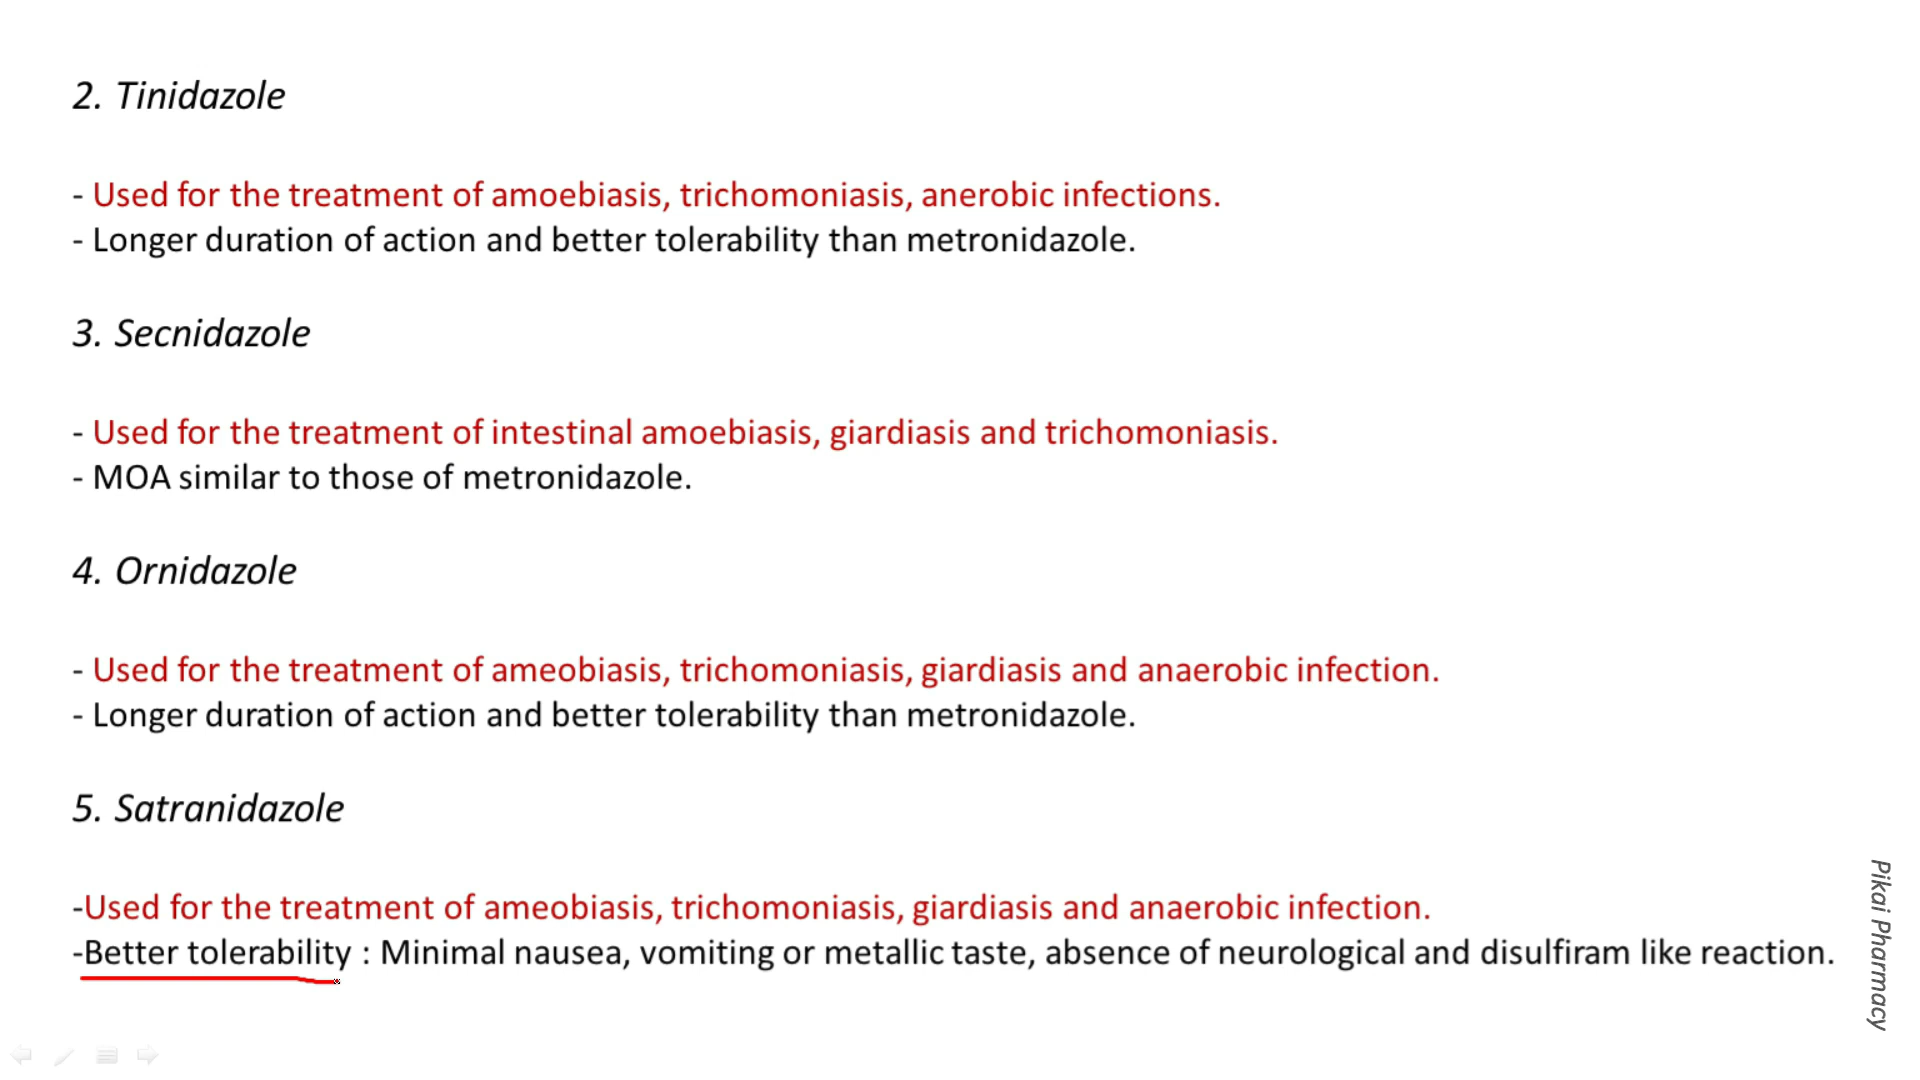 2. Tinidazole
- Used for the treatment of amoebiasis, trichomoniasis, anerobic infections.
- Longer duration of action and better tolerability than metronidazole.
3. Secnidazole
- Used for the treatment of intestinal amoebiasis, giardiasis and trichomoniasis.
- MOA similar to those of metronidazole.
4. Ornidazole
- Used for the treatment of ameobiasis, trichomoniasis, giardiasis and anaerobic infection.
- Longer duration of action and better tolerability than metronidazole.
5. Satranidazole
-Used for the treatment of ameobiasis, trichomoniasis, giardiasis and anaerobic infection.
-Better tolerability : Minimal nausea, vomiting or metallic taste, absence of neurological and disulfiram like reaction.
Pikai Pharmacy